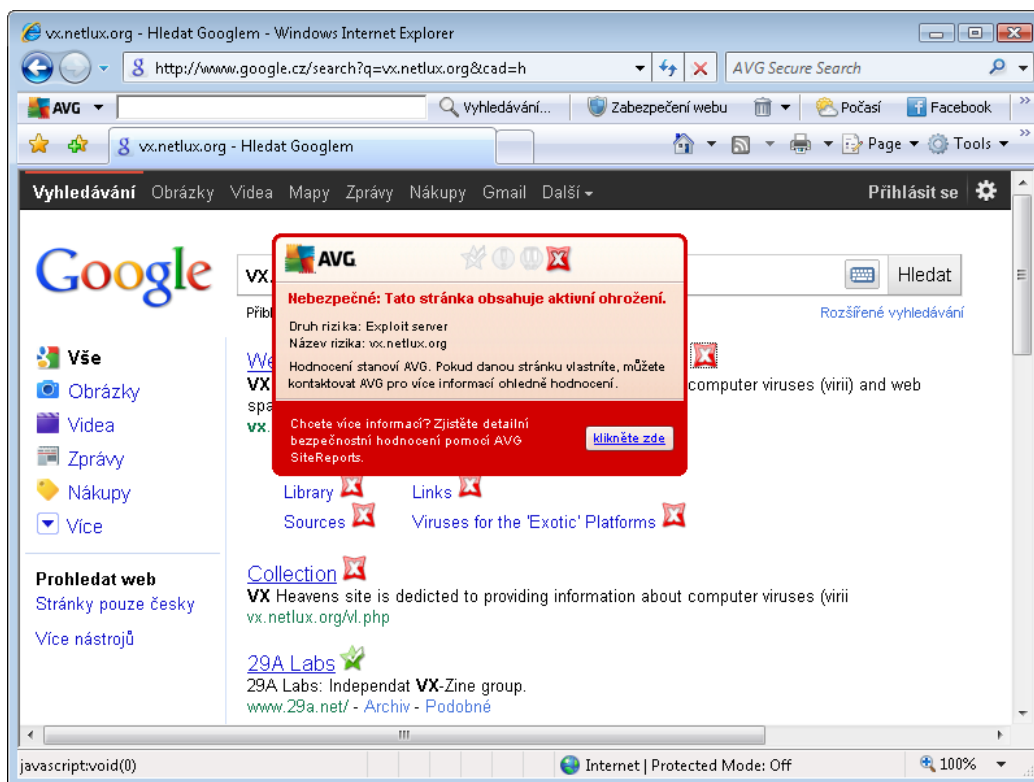 vx.netlux.org - Hledat Googlem - Windows Internet Explorer
http://www.google.cz/search?q=vx.netlux.org&cad=h
AVG Secure Search
AVG
Vyhledávání...
Zabezpečení webu
Počasí
Facebook
vx.netlux.org - Hledat Googlem
Page
Tools
Vyhledávání Obrázky Videa Mapy Zprávy Nákupy Gmail Další
Přihlásit se
Google
vx.
Hledat
Přibl
Rozšířené vyhledávání
AVG
Nebezpečné: Tato stránka obsahuje aktivní ohrožení.
Druh rizika: Exploit server
Název rizika: vx.netlux.org
Hodnocení stanoví AVG. Pokud danou stránku vlastníte, můžete
kontaktovat AVG pro více informací ohledně hodnocení.
Chcete více informací? Zjistěte detailní
bezpečnostní hodnocení pomocí AVG
SiteReports.
klikněte zde
Vše
Obrázky
Videa
Zprávy
Nákupy
Více
Prohledat web
Stránky pouze česky
Více nástrojů
We
VX computer viruses (virii) and web
spa
vx.
Library Links
Sources Viruses for the 'Exotic' Platforms
Collection
VX Heavens site is dedicted to providing information about computer viruses (virii
vx.netlux.org/vl.php
29A Labs
29A Labs: Independat VX-Zine group.
www.29a.net/ - Archiv - Podobné
javascript:void(0)
Internet | Protected Mode: Off
100%